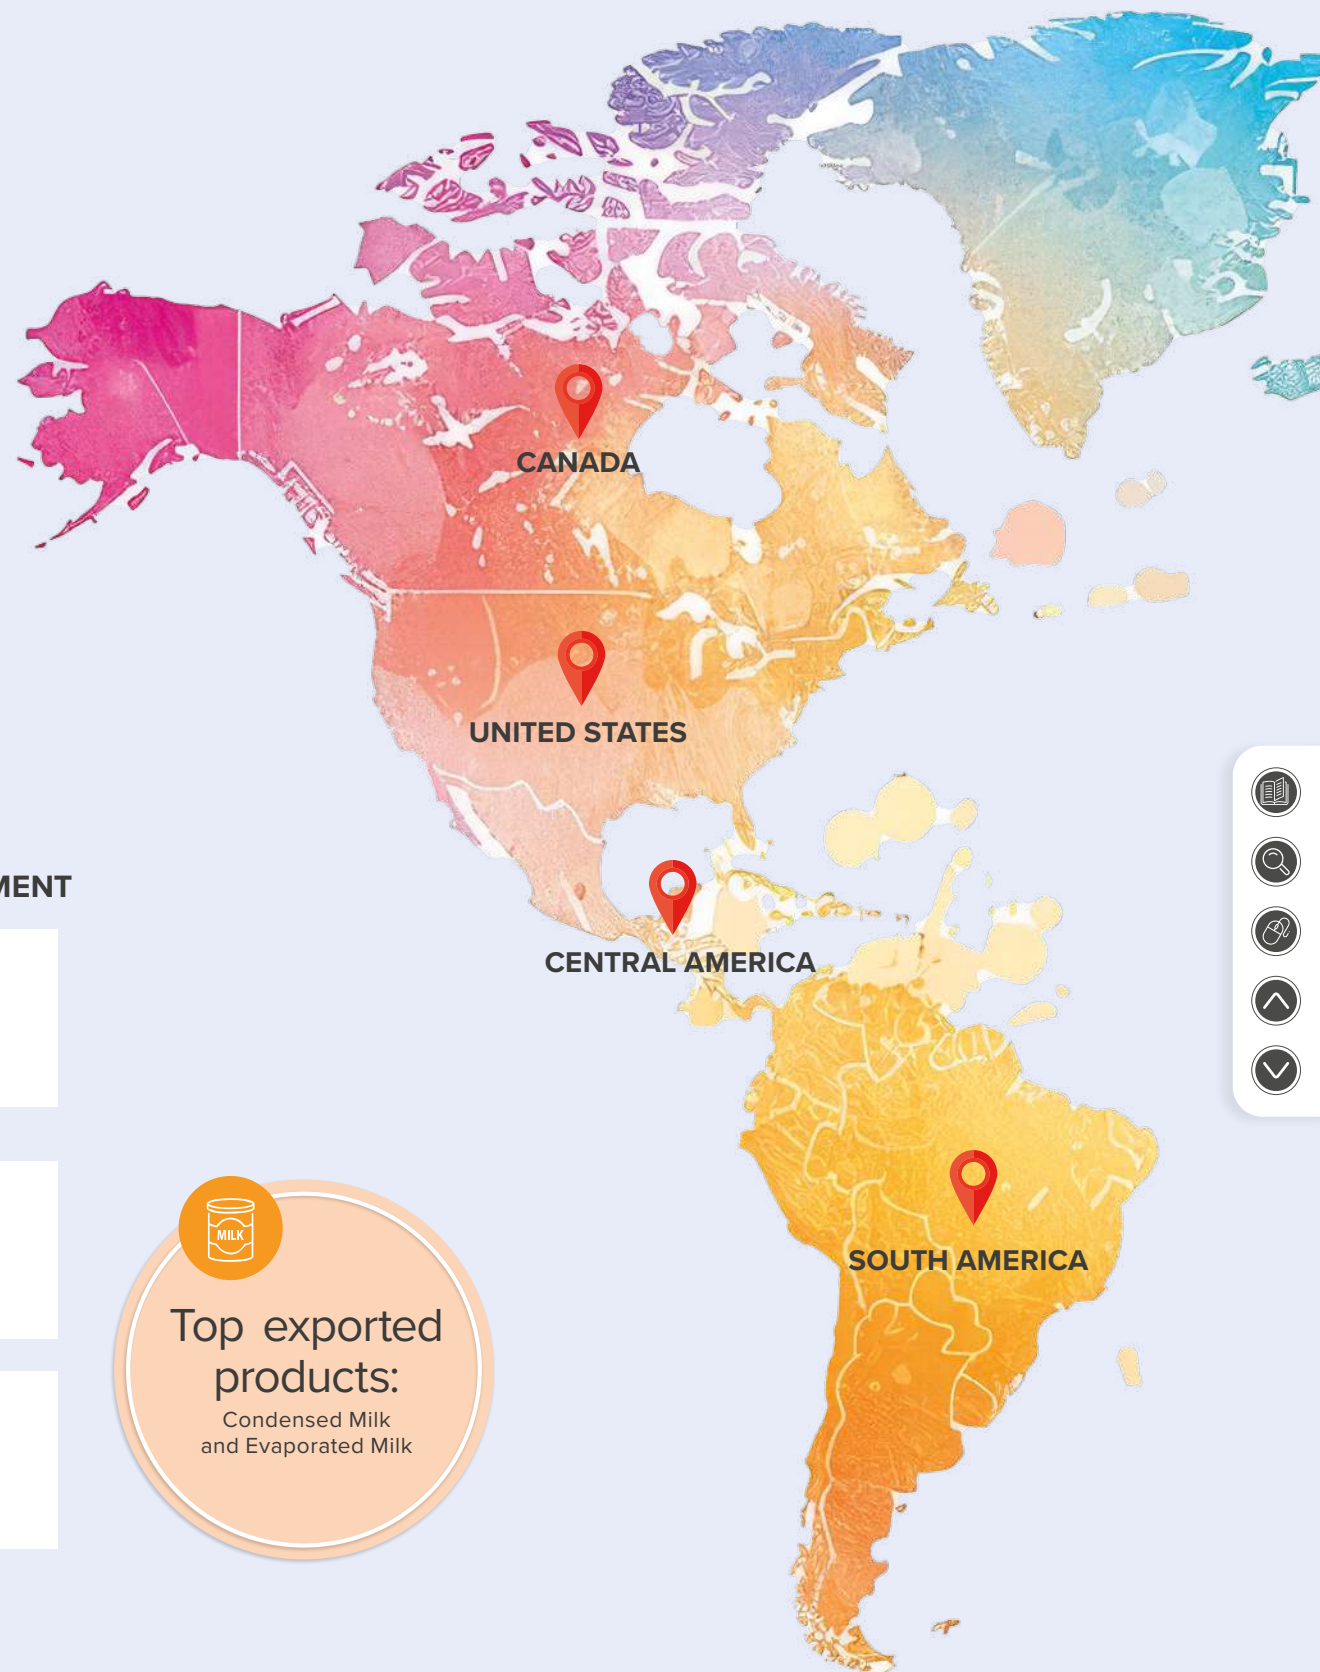 CANADA
UNITED STATES
MENT
CENTRAL AMERICA
MILK
SOUTH AMERICA
Top exported
products:
Condensed Milk
and Evaporated Milk